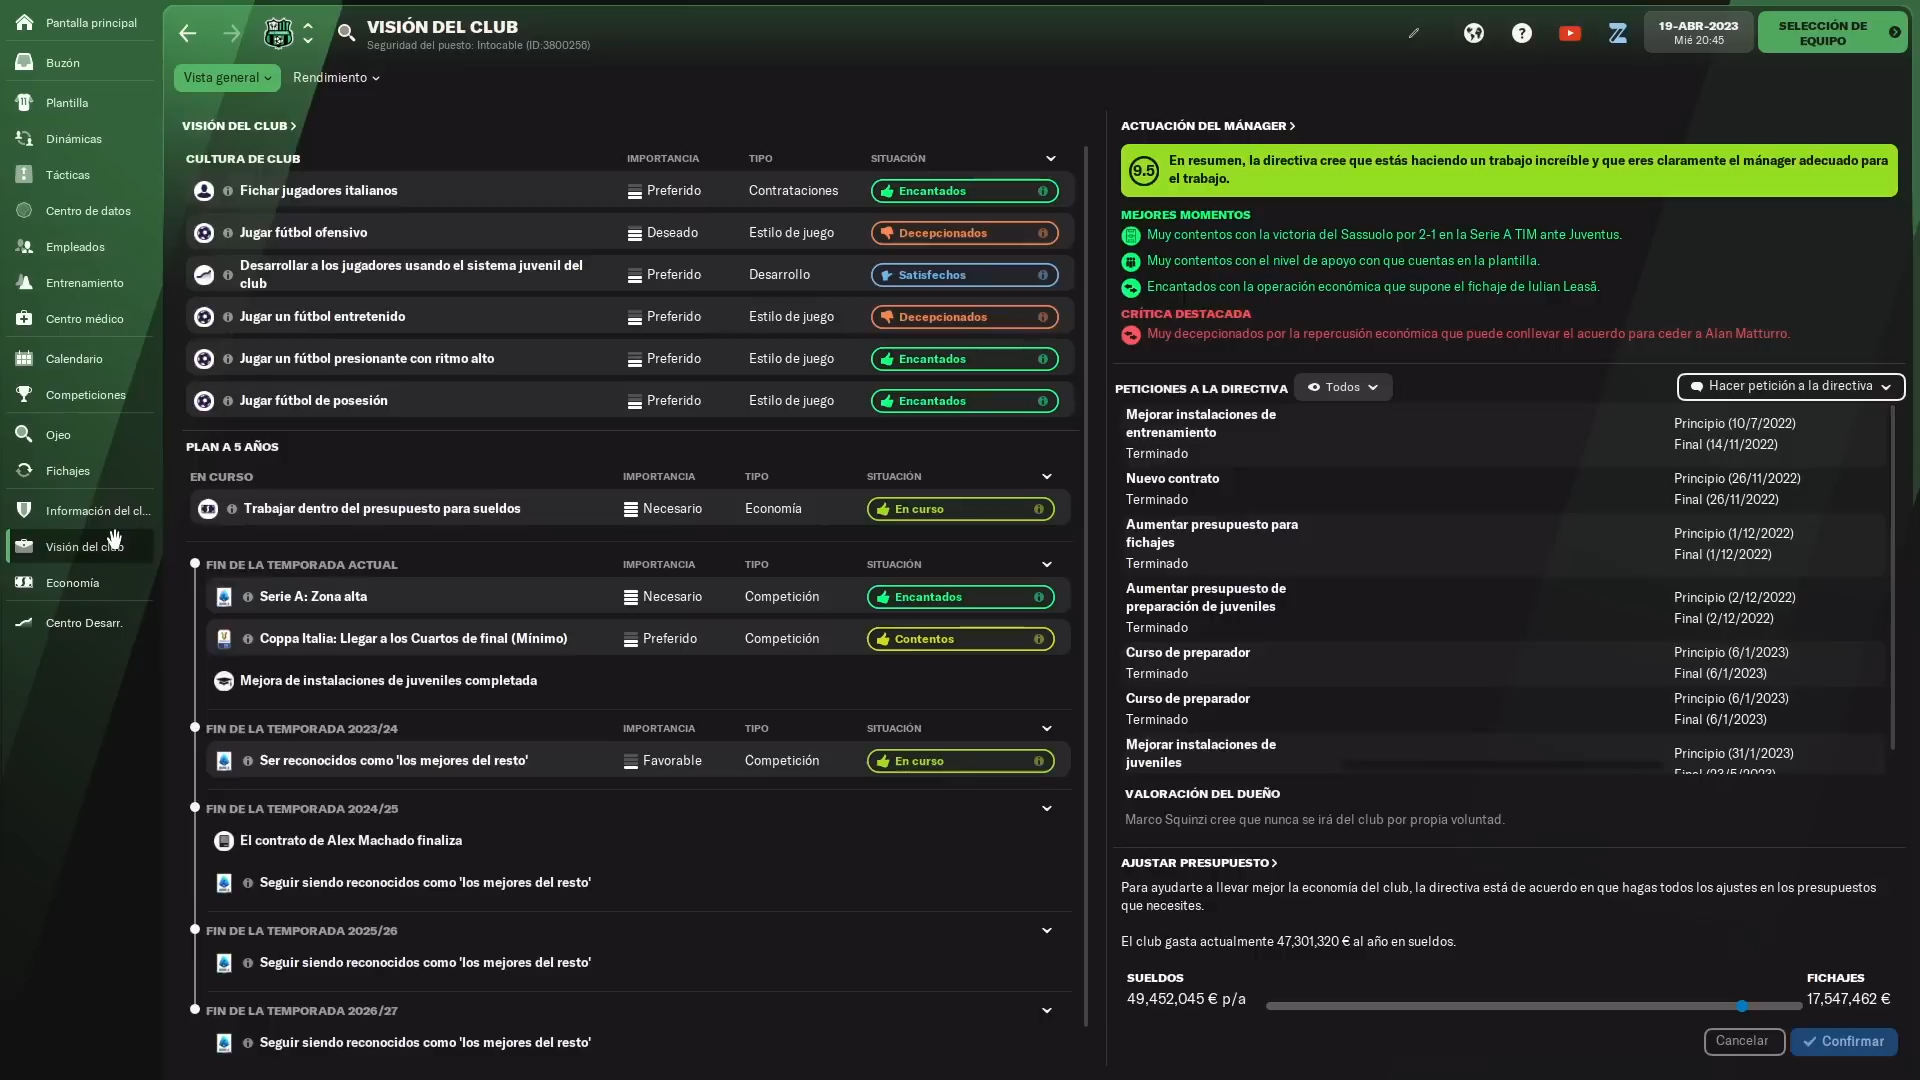 Pantalla principal
Buzón
Plantilla
Dinámicas
Tácticas
Centro de datos
Empleados
Entrenamiento
Centro médico
Calendario
Competiciones
Ojeo
Fichajes
Información del cl...
Visión del club
Economía
Centro Desarr.
VISIÓN DEL CLUB
Seguridad del puesto: Intocable (ID:3800256)
19-ABR-2023
Mié 20:45
SELECCIÓN DE
EQUIPO
Vista general
Rendimiento
VISIÓN DEL CLUB
CULTURA DE CLUB IMPORTANCIA TIPO SITUACIÓN
Fichar jugadores italianos Preferido Contrataciones Encantados
Jugar fútbol ofensivo Deseado Estilo de juego Decepcionados
Desarrollar a los jugadores usando el sistema juvenil del
club Preferido Desarrollo Satisfechos
Jugar un fútbol entretenido Preferido Estilo de juego Decepcionados
Jugar un fútbol presionante con ritmo alto Preferido Estilo de juego Encantados
Jugar fútbol de posesión Preferido Estilo de juego Encantados
PLAN A 5 AÑOS
EN CURSO IMPORTANCIA TIPO SITUACIÓN
Trabajar dentro del presupuesto para sueldos Necesario Economía En curso
FIN DE LA TEMPORADA ACTUAL IMPORTANCIA TIPO SITUACIÓN
Serie A: Zona alta Necesario Competición Encantados
Coppa Italia: Llegar a los Cuartos de final (Mínimo) Preferido Competición Contentos
Mejora de instalaciones de juveniles completada
FIN DE LA TEMPORADA 2023/24 IMPORTANCIA TIPO SITUACIÓN
Ser reconocidos como 'los mejores del resto' Favorable Competición En curso
FIN DE LA TEMPORADA 2024/25
El contrato de Alex Machado finaliza
Seguir siendo reconocidos como 'los mejores del resto'
FIN DE LA TEMPORADA 2025/26
Seguir siendo reconocidos como 'los mejores del resto'
FIN DE LA TEMPORADA 2026/27
Seguir siendo reconocidos como 'los mejores del resto'
ACTUACIÓN DEL MÁNAGER
9.5
En resumen, la directiva cree que estás haciendo un trabajo increíble y que eres claramente el mánager adecuado para
el trabajo.
MEJORES MOMENTOS
Muy contentos con la victoria del Sassuolo por 2-1 en la Serie A TIM ante Juventus.
Muy contentos con el nivel de apoyo con que cuentas en la plantilla.
Encantados con la operación económica que supone el fichaje de Iulian Leasă.
CRÍTICA DESTACADA
Muy decepcionados por la repercusión económica que puede conllevar el acuerdo para ceder a Alan Matturro.
PETICIONES A LA DIRECTIVA Todos Hacer petición a la directiva
Mejorar instalaciones de
entrenamiento
Terminado
Principio (10/7/2022)
Final (14/11/2022)
Nuevo contrato
Terminado
Principio (26/11/2022)
Final (26/11/2022)
Aumentar presupuesto para
fichajes
Terminado
Principio (1/12/2022)
Final (1/12/2022)
Aumentar presupuesto de
preparación de juveniles
Terminado
Principio (2/12/2022)
Final (2/12/2022)
Curso de preparador
Terminado
Principio (6/1/2023)
Final (6/1/2023)
Curso de preparador
Terminado
Principio (6/1/2023)
Final (6/1/2023)
Mejorar instalaciones de
juveniles
Principio (31/1/2023)
Final (23/5/2023)
VALORACIÓN DEL DUEÑO
Marco Squinzi cree que nunca se irá del club por propia voluntad.
AJUSTAR PRESUPUESTO
Para ayudarte a llevar mejor la economía del club, la directiva está de acuerdo en que hagas todos los ajustes en los presupuestos
que necesites.
El club gasta actualmente 47,301,320 € al año en sueldos.
SUELDOS
49,452,045 € p/a
FICHAJES
17,547,462 €
Cancelar
Confirmar